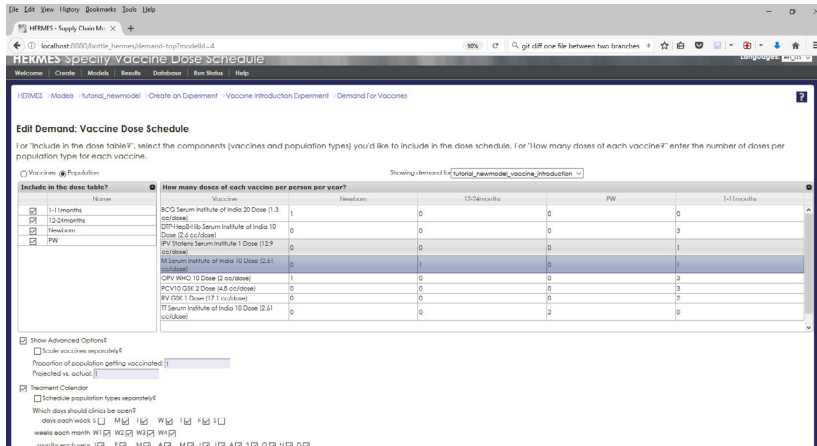 File Edit View History Bookmarks Tools Help
HERMES - Supply Chain Mo: × +
localhost:8080/bottle_hermes/demand-top?modelId=4 90% git diff one file between two branches
HERMES Specify Vaccine Dose Schedule Languages: en_us
Welcome Create Models Results Database Run Status Help
HERMES >Models >tutorial_newmodel >Create an Experiment >Vaccine Introduction Experiment >Demand For Vaccines ?
Edit Demand: Vaccine Dose Schedule
For "Include in the dose table?", select the components (vaccines and population types) you'd like to include in the dose schedule. For "How many doses of each vaccine?" enter the number of doses per
population type for each vaccine.
Vaccines Population Showing demand for tutorial_newmodel_vaccine_introduction
Include in the dose table? How many doses of each vaccine per person per year?
Name Vaccine Newborn 12-24months PW 1-11months
1-11months
12-24months
Newborn
PW
BCG Serum Institute of India 20 Dose (1.3
cc/dose) 1 0 0 0
DTP-HepB-Hib Serum Institute of India 10
Dose (2.6 cc/dose) 0 0 0 3
IPV Statens Serum Institute 1 Dose (12.9
cc/dose) 0 0 0 1
M Serum Institute of India 10 Dose (2.61
cc/dose) 0 1 0 1
OPV WHO 10 Dose (2 cc/dose) 1 0 0 3
PCV10 GSK 2 Dose (4.8 cc/dose) 0 0 0 3
RV GSK 1 Dose (17.1 cc/dose) 0 0 0 2
TT Serum Institute of India 10 Dose (2.61
cc/dose) 0 0 2 0
Show Advanced Options?
Scale vaccines separately?
Proportion of population getting vaccinated: 1
Projected vs. actual: 1
Treament Calendar
Schedule population types separately?
Which days should clinics be open?
days each week S M T W T F S
weeks each month W1 W2 W3 W4
months each year J F M A M J J A S O N D